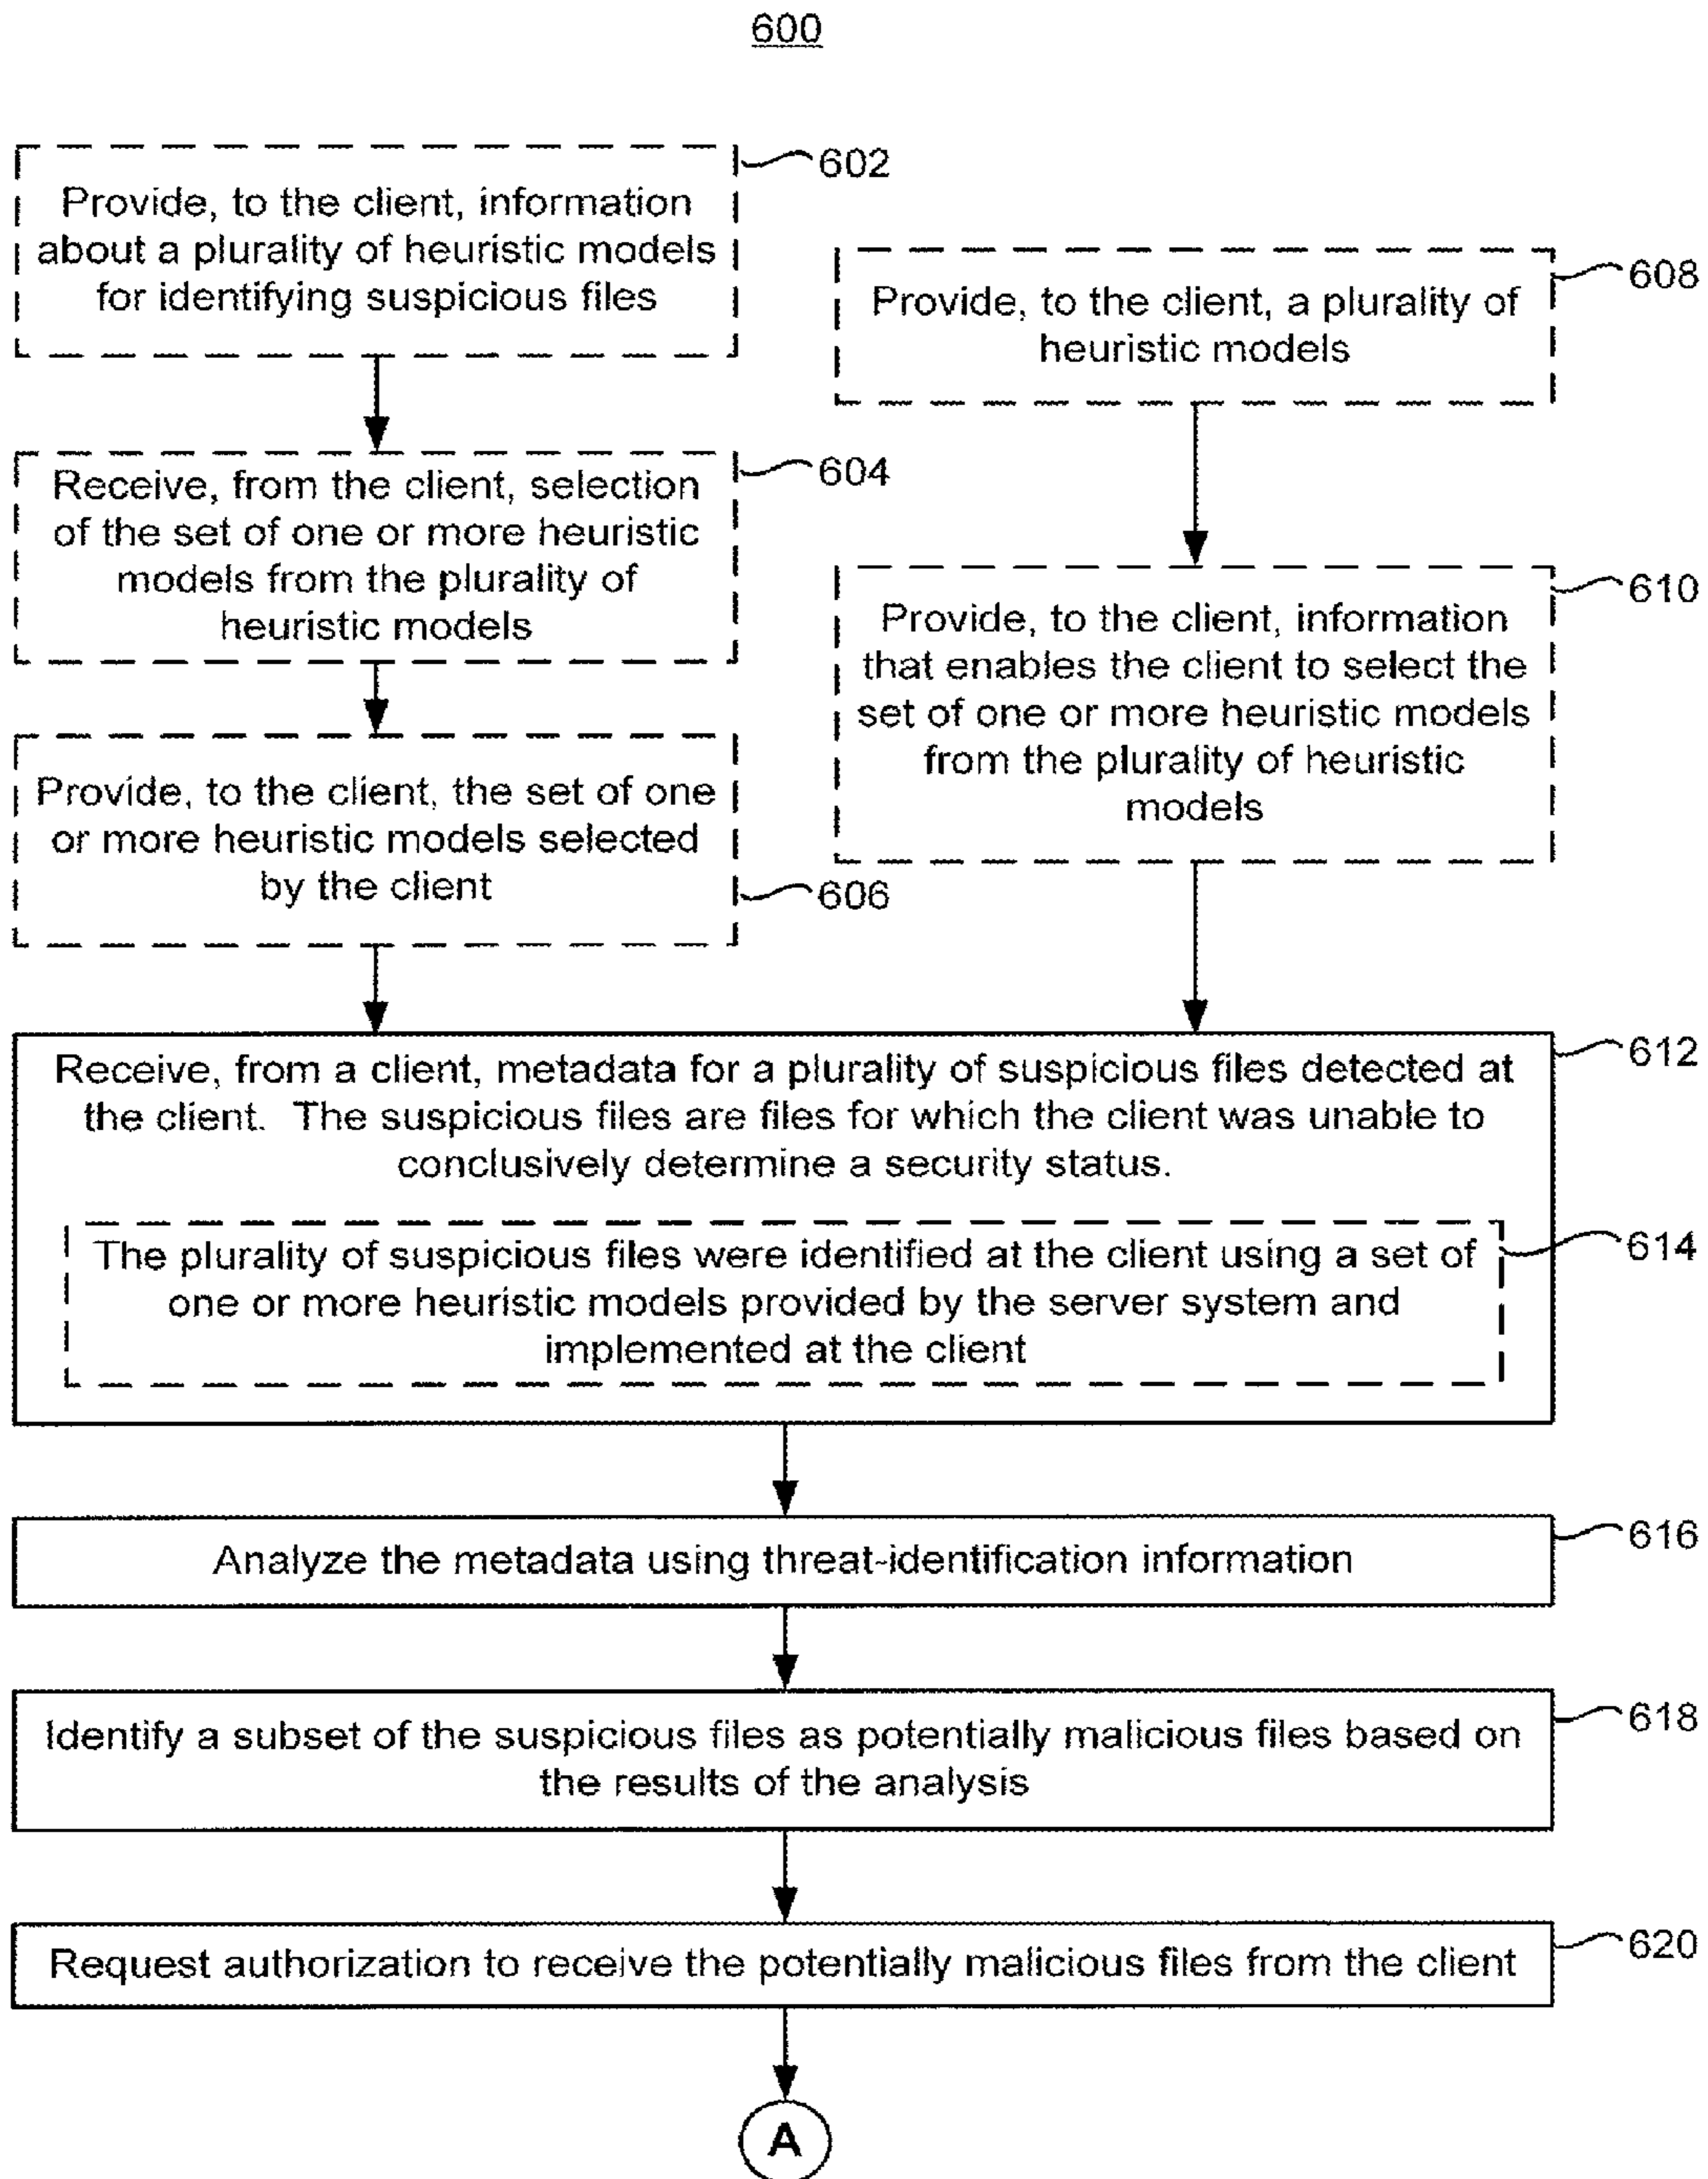 600
602
Provide, to the client, information
about a plurality of heuristic models
for identifying suspicious files
604
Receive, from the client, selection
of the set of one or more heuristic
models from the plurality of
heuristic models
Provide, to the client, the set of one
or more heuristic models selected
by the client
606
608
Provide, to the client, a plurality of
heuristic models
610
Provide, to the client, information
that enables the client to select the
set of one or more heuristic models
from the plurality of heuristic
models
612
Receive, from a client, metadata for a plurality of suspicious files detected at
the client. The suspicious files are files for which the client was unable to
conclusively determine a security status.
614
The plurality of suspicious files were identified at the client using a set of
one or more heuristic models provided by the server system and
implemented at the client
616
Analyze the metadata using threat-identification information
618
Identify a subset of the suspicious files as potentially malicious files based on
the results of the analysis
620
Request authorization to receive the potentially malicious files from the client
A